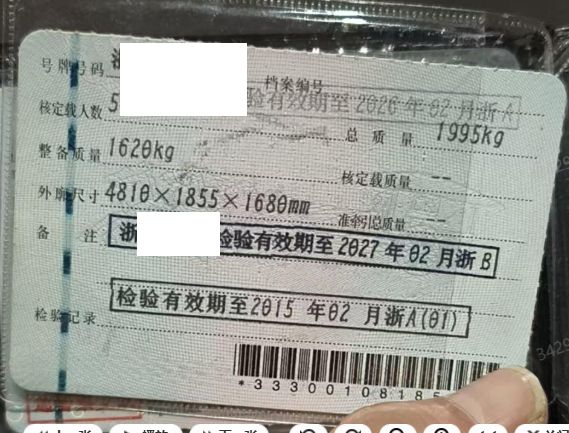 号牌号码 浙
档案编号
核定载人数 5
检验有效期至2026年02月浙A
总质量 1995kg
整备质量 1620kg
核定载质量 --
外廓尺寸 4810×1855×1680mm
准牵引总质量 --
备注 浙 检验有效期至2027年02月浙B
检验有效期至2015年02月浙A(01)
检验记录
*33300108185